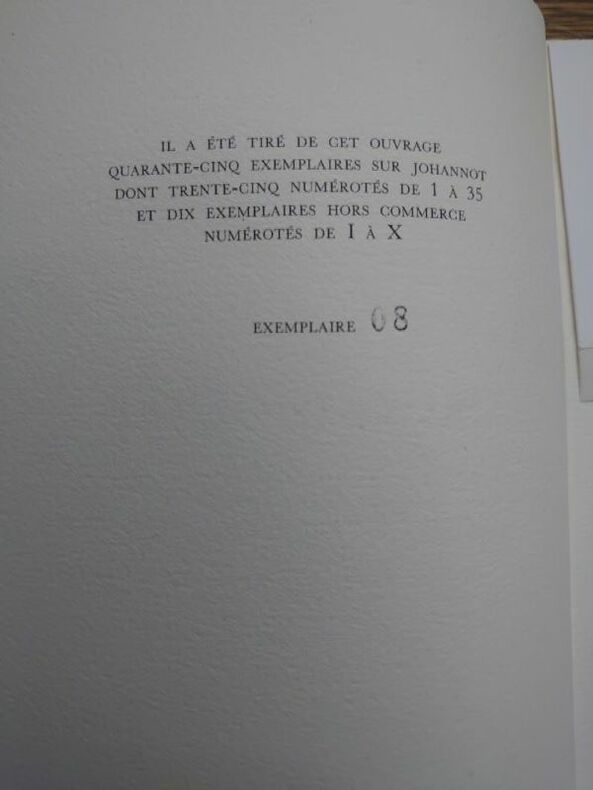 IL A ÉTÉ TIRÉ DE CET OUVRAGE
QUARANTE-CINQ EXEMPLAIRES SUR JOHANNOT
DONT TRENTE-CINQ NUMÉROTÉS DE 1 À 35
ET DIX EXEMPLAIRES HORS COMMERCE
NUMÉROTÉS DE I À X
EXEMPLAIRE 08